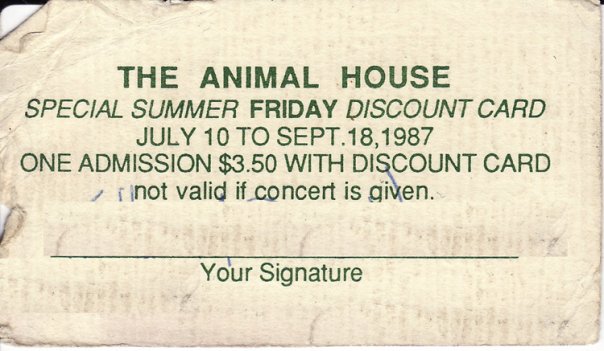 THE ANIMAL HOUSE
SPECIAL SUMMER FRIDAY DISCOUNT CARD
JULY 10 TO SEPT.18,1987
ONE ADMISSION $3.50 WITH DISCOUNT CARD
not valid if concert is given.
Your Signature